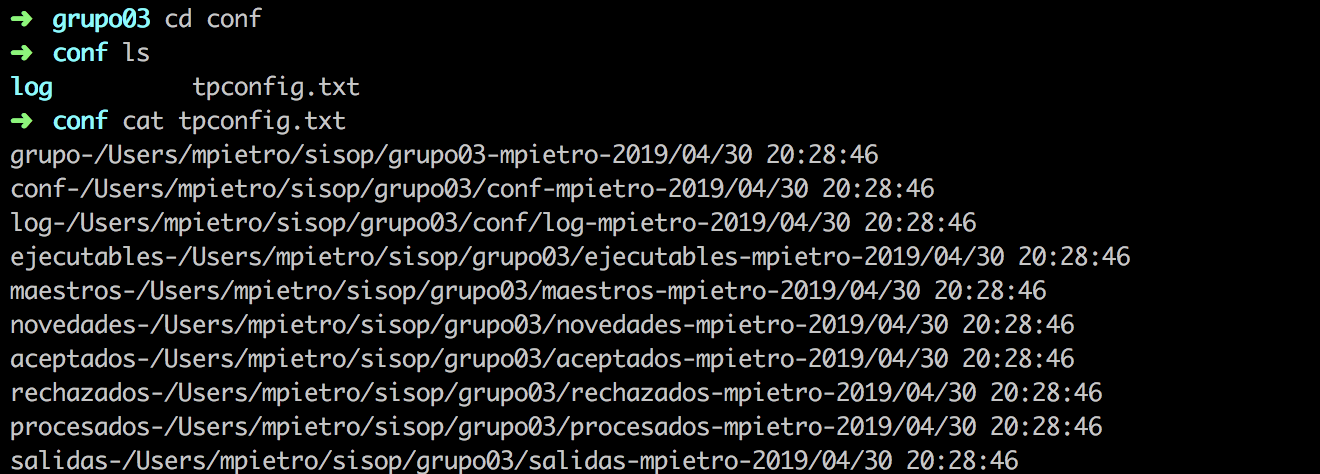 ➜ grupo03 cd conf
➜ conf ls
log tpconfig.txt
➜ conf cat tpconfig.txt
grupo-/Users/mpietro/sisop/grupo03-mpietro-2019/04/30 20:28:46
conf-/Users/mpietro/sisop/grupo03/conf-mpietro-2019/04/30 20:28:46
log-/Users/mpietro/sisop/grupo03/conf/log-mpietro-2019/04/30 20:28:46
ejecutables-/Users/mpietro/sisop/grupo03/ejecutables-mpietro-2019/04/30 20:28:46
maestros-/Users/mpietro/sisop/grupo03/maestros-mpietro-2019/04/30 20:28:46
novedades-/Users/mpietro/sisop/grupo03/novedades-mpietro-2019/04/30 20:28:46
aceptados-/Users/mpietro/sisop/grupo03/aceptados-mpietro-2019/04/30 20:28:46
rechazados-/Users/mpietro/sisop/grupo03/rechazados-mpietro-2019/04/30 20:28:46
procesados-/Users/mpietro/sisop/grupo03/procesados-mpietro-2019/04/30 20:28:46
salidas-/Users/mpietro/sisop/grupo03/salidas-mpietro-2019/04/30 20:28:46